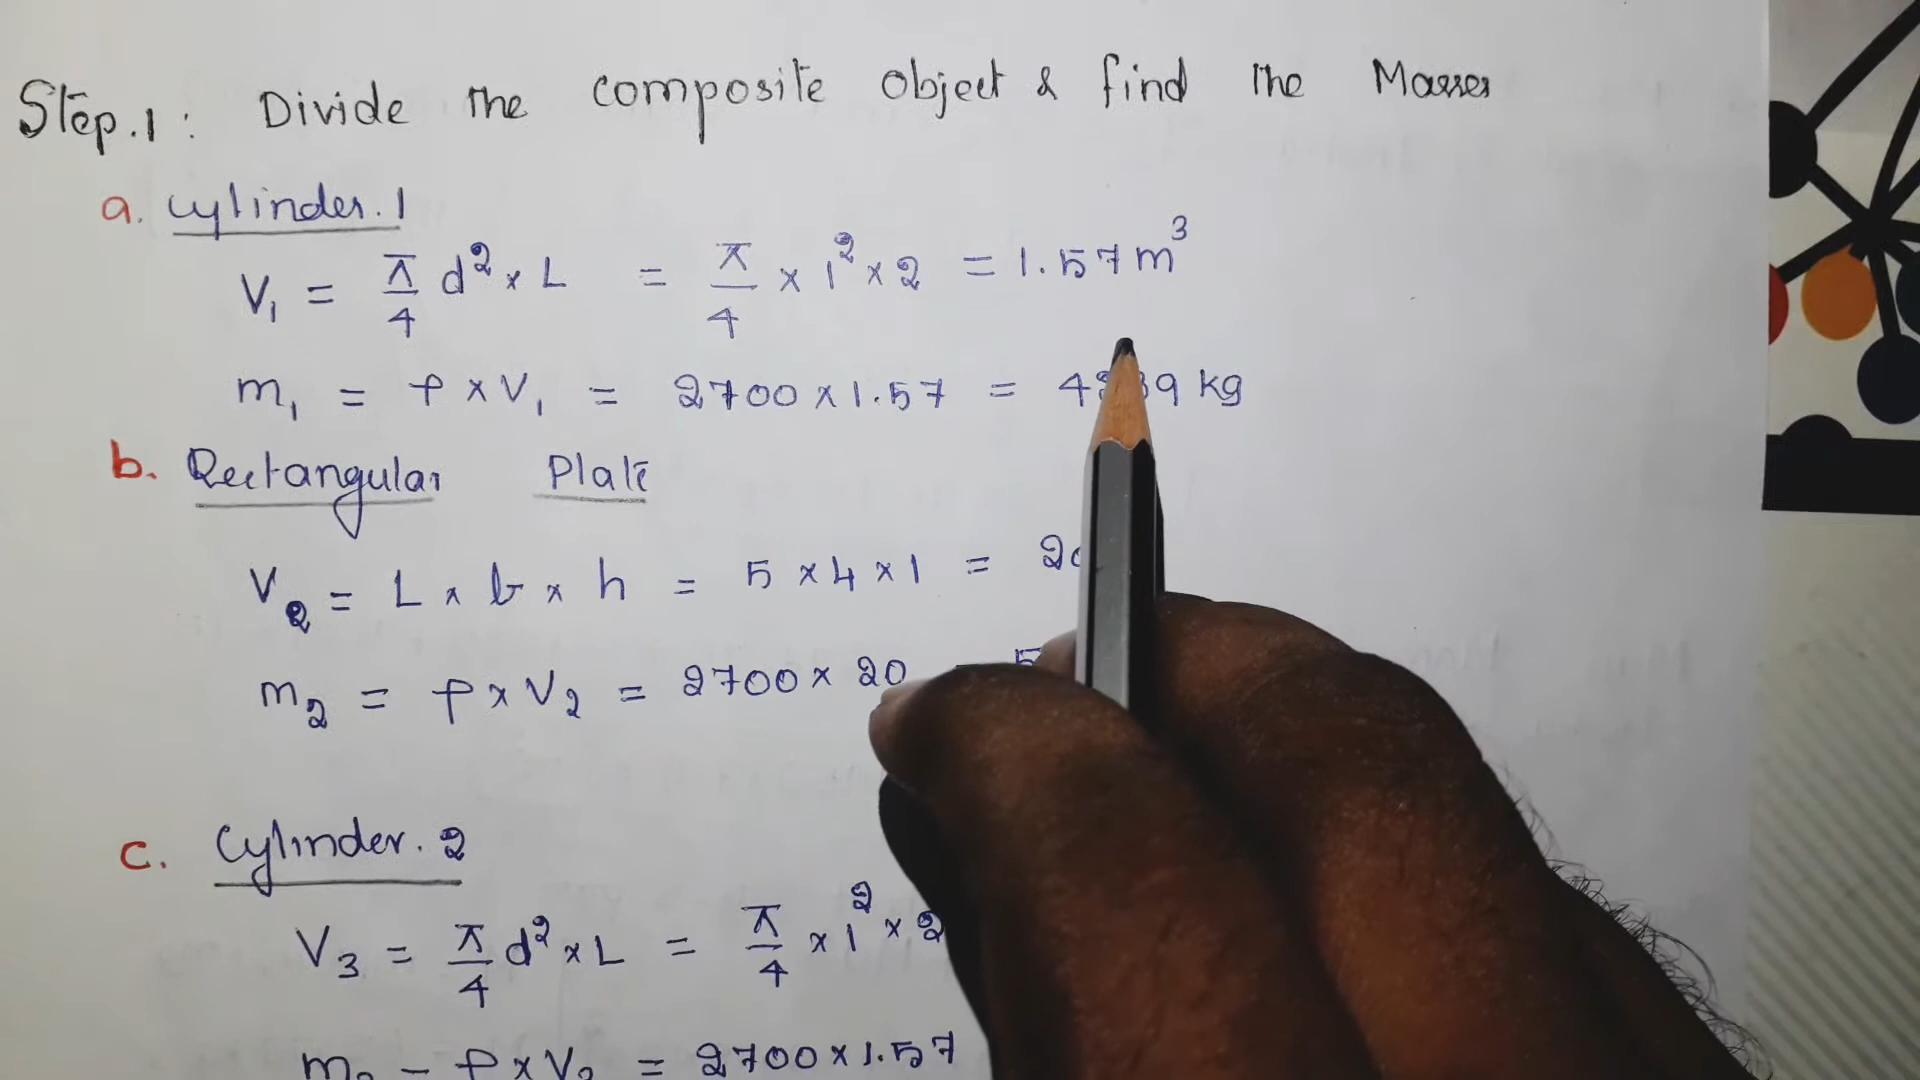 Step.1: Divide the composite object & find the Masses
a. Cylinder.1
V₁ = π/4 d² × L = π/4 × 1² × 2 = 1.57 m³
m₁ = ρ × V₁ = 2700 × 1.57 = kg
b. Rectangular Plate
V₂ = L × b × h = 5 × 4 × 1 =
m₂ = ρ × V₂ = 2700 × 20
c. Cylinder.2
V₃ = π/4 d² × L = π/4 × 1² × 2
ρ × = 2700 × 1.57